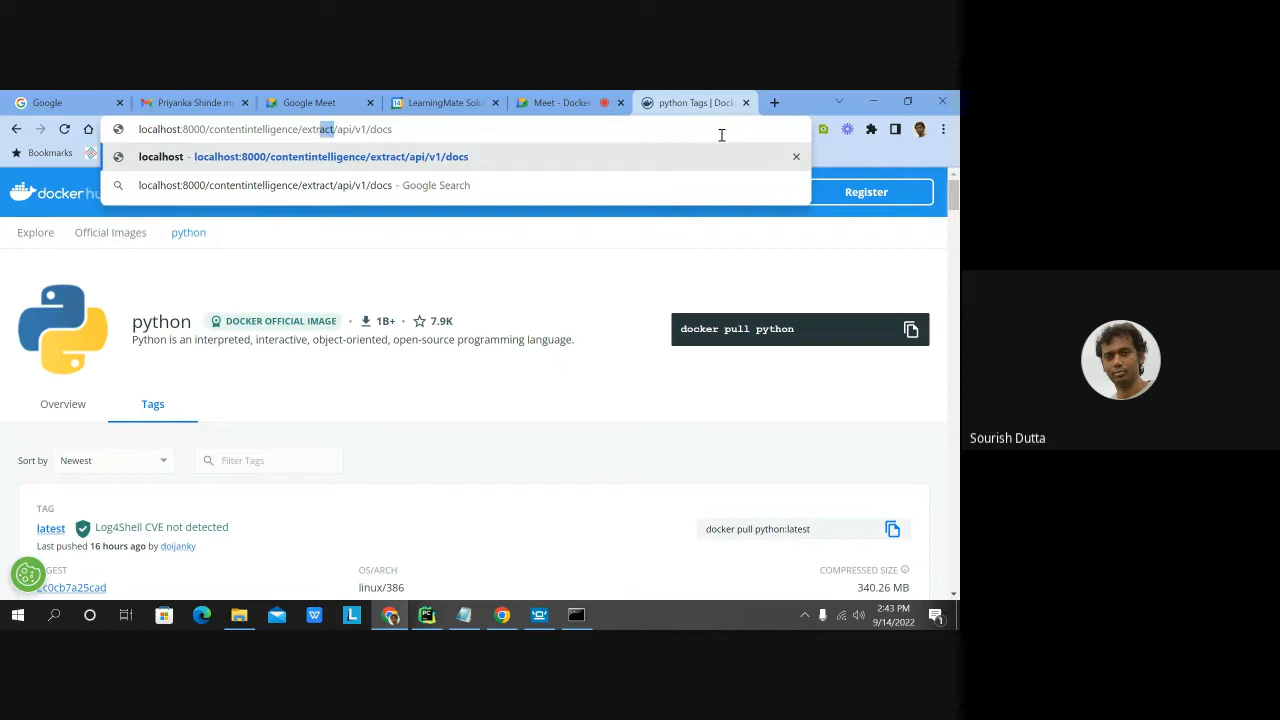 Google
Priyanka Shinde m
Google Meet
LearningMate Solu
Meet - Docker
python Tags | Dock
localhost:8000/contentintelligence/extract/api/v1/docs
Bookmarks
localhost - localhost:8000/contentintelligence/extract/api/v1/docs
localhost:8000/contentintelligence/extract/api/v1/docs - Google Search
dockerhu
Register
Explore
Official Images
python
python
DOCKER OFFICIAL IMAGE
1B+
7.9K
docker pull python
Python is an interpreted, interactive, object-oriented, open-source programming language.
Overview
Tags
Sort by
Newest
Filter Tags
TAG
latest
Log4Shell CVE not detected
docker pull python:latest
Last pushed 16 hours ago by doijanky
Sourish Dutta
IGEST
OS/ARCH
COMPRESSED SIZE
2c0cb7a25cad
linux/386
340.26 MB
2:43 PM
9/14/2022
1